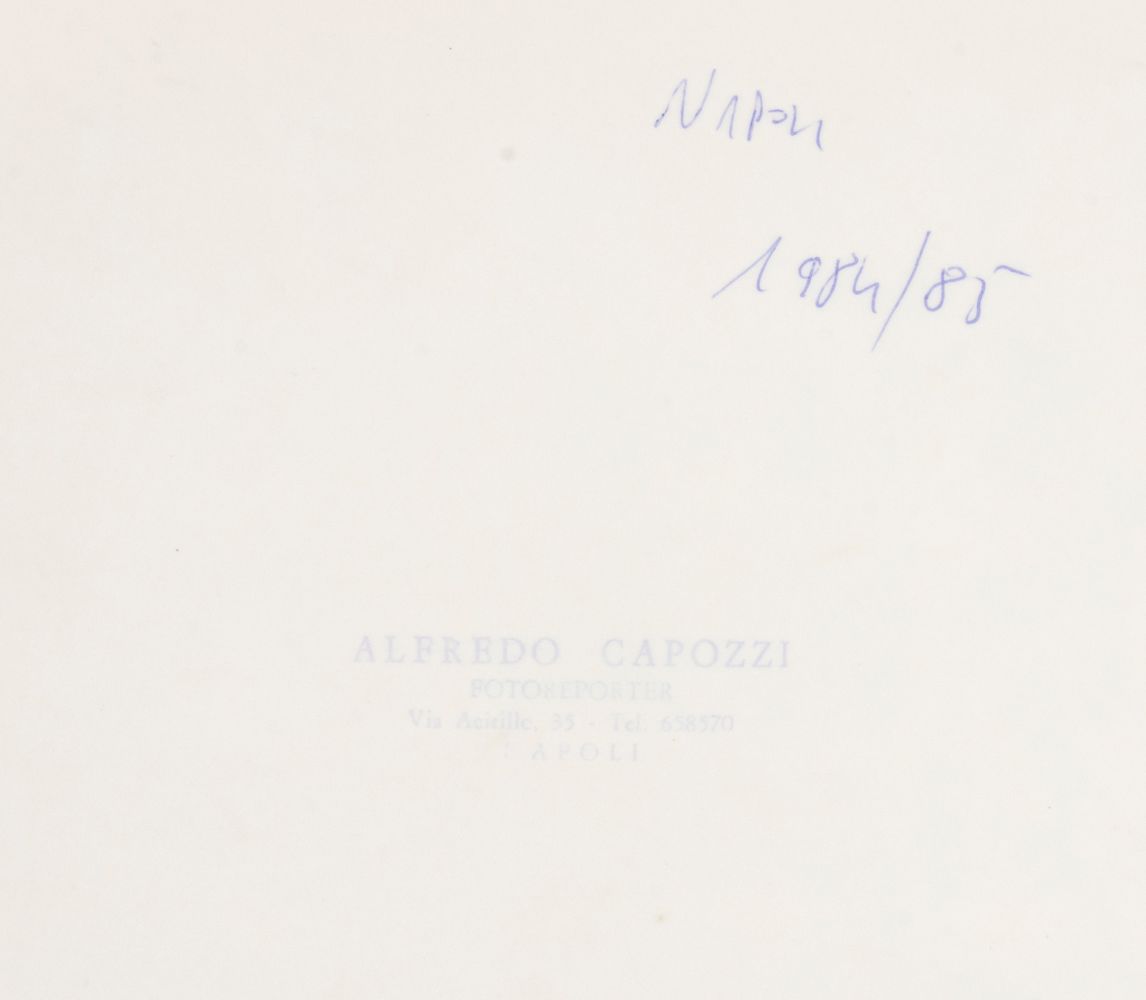 Napoli
1984/85
ALFREDO CAPOZZI
FOTOREPORTER
Via Acitillo, 35 - Tel. 658570
NAPOLI